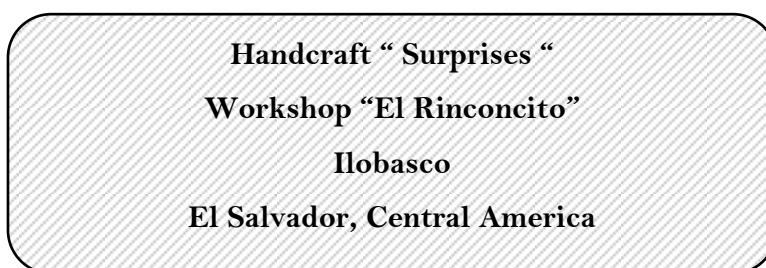 Handcraft “ Surprises “
Workshop “El Rinconcito”
Ilobasco
El Salvador, Central America